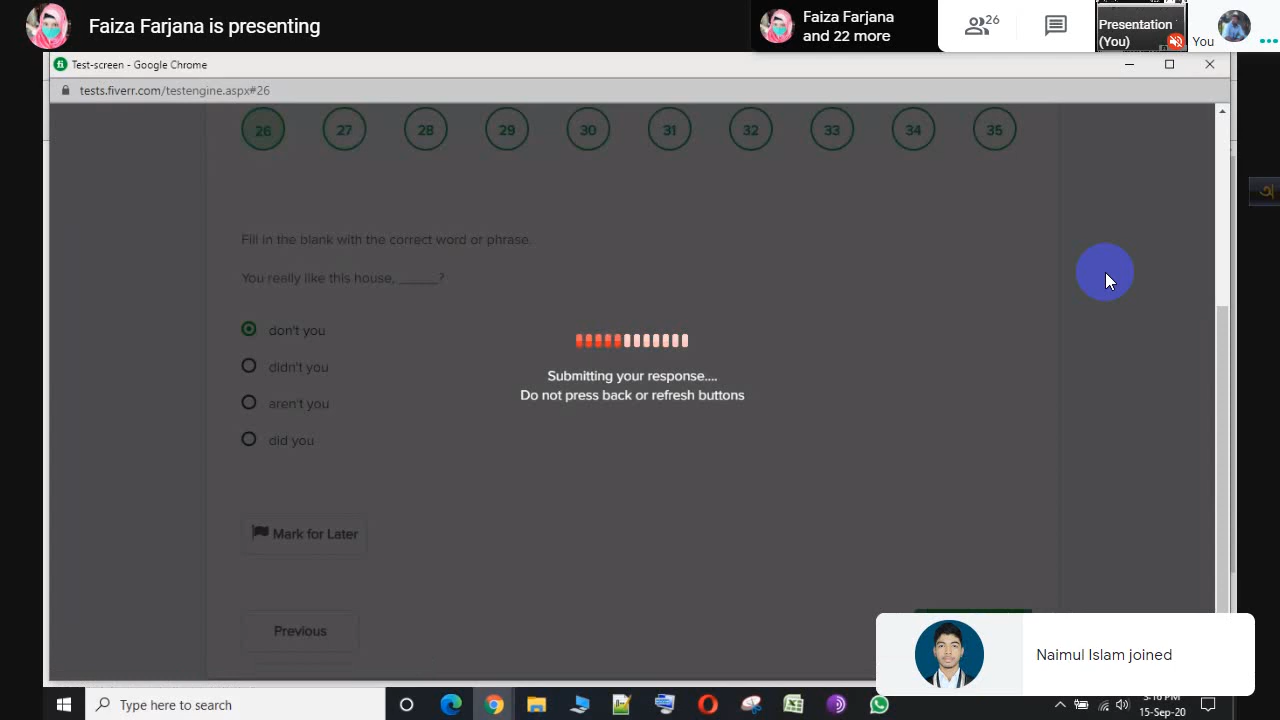 Faiza Farjana is presenting
Faiza Farjana
and 22 more
26
Presentation
(You)
You
Test-screen - Google Chrome
tests.fiverr.com/testengine.aspx#26
26 27 28 29 30 31 32 33 34 35
Fill in the blank with the correct word or phrase.
You really like this house, ______?
don't you
didn't you
aren't you
did you
Submitting your response....
Do not press back or refresh buttons
Mark for Later
Previous
Naimul Islam joined
Type here to search
3:16 PM
15-Sep-20
অ